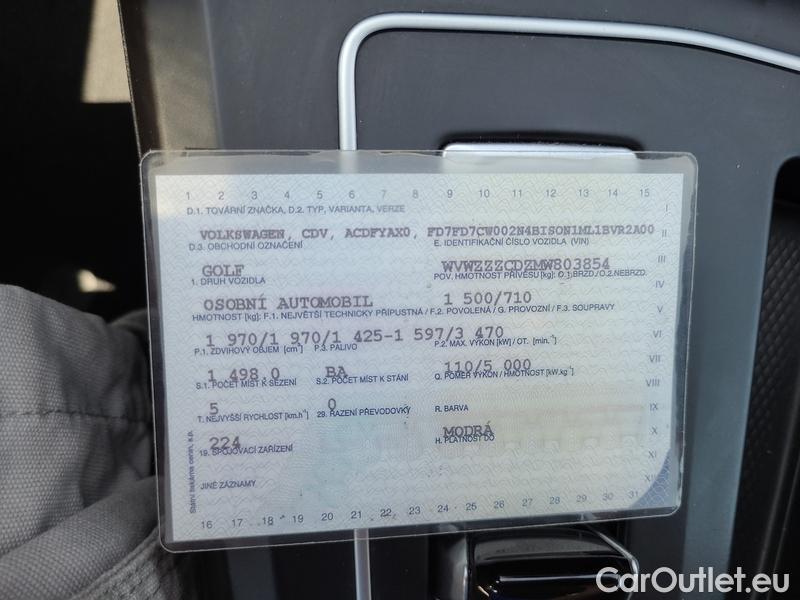 1 2 3 4 5 6 7 8 9 10 11 12 13 14 15
D.1. TOVÁRNÍ ZNAČKA, D.2. TYP, VARIANTA, VERZE
I
VOLKSWAGEN, CDV, ACDFYAX0, FD7FD7CW002N4BISON1ML1BVR2A00
II
D.3. OBCHODNÍ OZNAČENÍ E. IDENTIFIKAČNÍ ČÍSLO VOZIDLA (VIN)
GOLF WVWZZZCDZMW803854
III
1. DRUH VOZIDLA POV. HMOTNOST PŘÍVĚSU [kg]: O.1 BRZD./O.2 NEBRZD.
IV
OSOBNÍ AUTOMOBIL 1 500/710
HMOTNOST [kg]: F.1. NEJVĚTŠÍ TECHNICKY PŘÍPUSTNÁ / F.2. POVOLENÁ / G. PROVOZNÍ / F.3. SOUPRAVY
V
1 970/1 970/1 425-1 597/3 470
VI
P.1. ZDVIHOVÝ OBJEM [cm³] P.3. PALIVO P.2. MAX. VÝKON [kW] / OT. [min.⁻¹]
1 498,0 BA 110/5 000
VII
S.1. POČET MÍST K SEZENÍ S.2. POČET MÍST K STÁNÍ Q. POMĚR VÝKON / HMOTNOST [kW.kg⁻¹]
VIII
5 0
T. NEJVYŠŠÍ RYCHLOST [km.h⁻¹] 29. ŘAZENÍ PŘEVODOVKY R. BARVA
IX
224 MODRÁ
X
19. SPOJOVACÍ ZAŘÍZENÍ H. PLATNOST DO
XI
JINÉ ZÁZNAMY
16 17 18 19 20 21 22 23 24 25 26 27 28 29 30 31
Státní tiskárna cenin, s.p.
CarOutlet.eu